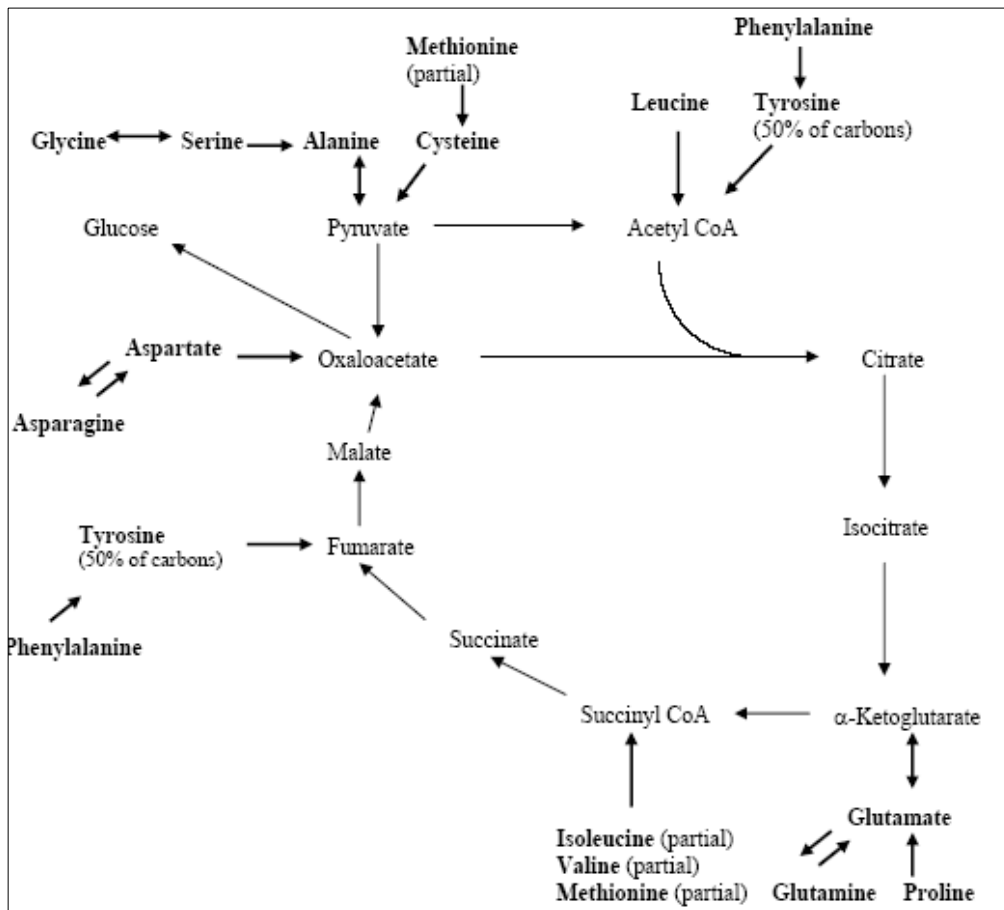 Phenylalanine
Methionine
(partial)
Leucine
Tyrosine
(50% of carbons)
Glycine
Serine
Alanine
Cysteine
Glucose
Pyruvate
Acetyl CoA
Aspartate
Oxaloacetate
Citrate
Asparagine
Malate
Isocitrate
Tyrosine
(50% of carbons)
Fumarate
Phenylalanine
Succinate
Succinyl CoA
α-Ketoglutarate
Glutamate
Isoleucine (partial)
Valine (partial)
Methionine (partial)
Glutamine
Proline